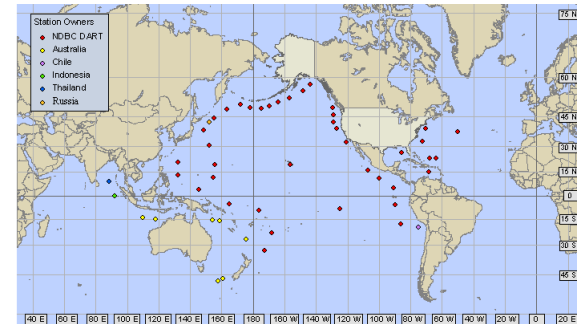 Station Owners
NDBC DART
Australia
Chile
Indonesia
Thailand
Russia
75 N
60 N
45 N
30 N
15 N
0
15 S
30 S
45 S
40 E
60 E
80 E
100 E
120 E
140 E
160 E
180
160 W
140 W
120 W
100 W
80 W
60 W
40 W
20 W
0
20 E